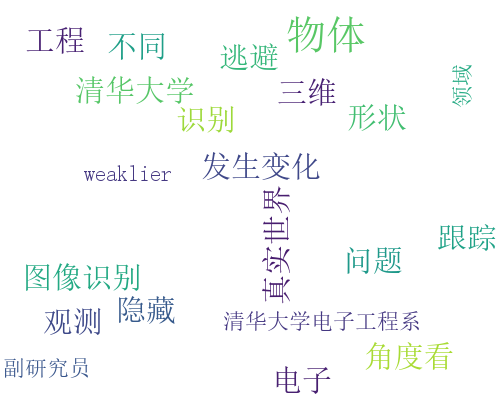 物体
工程
不同
逃避
清华大学
三维
领域
识别
形状
发生变化
weaklier
真实世界
跟踪
问题
图像识别
隐藏
观测
清华大学电子工程系
角度看
副研究员
电子